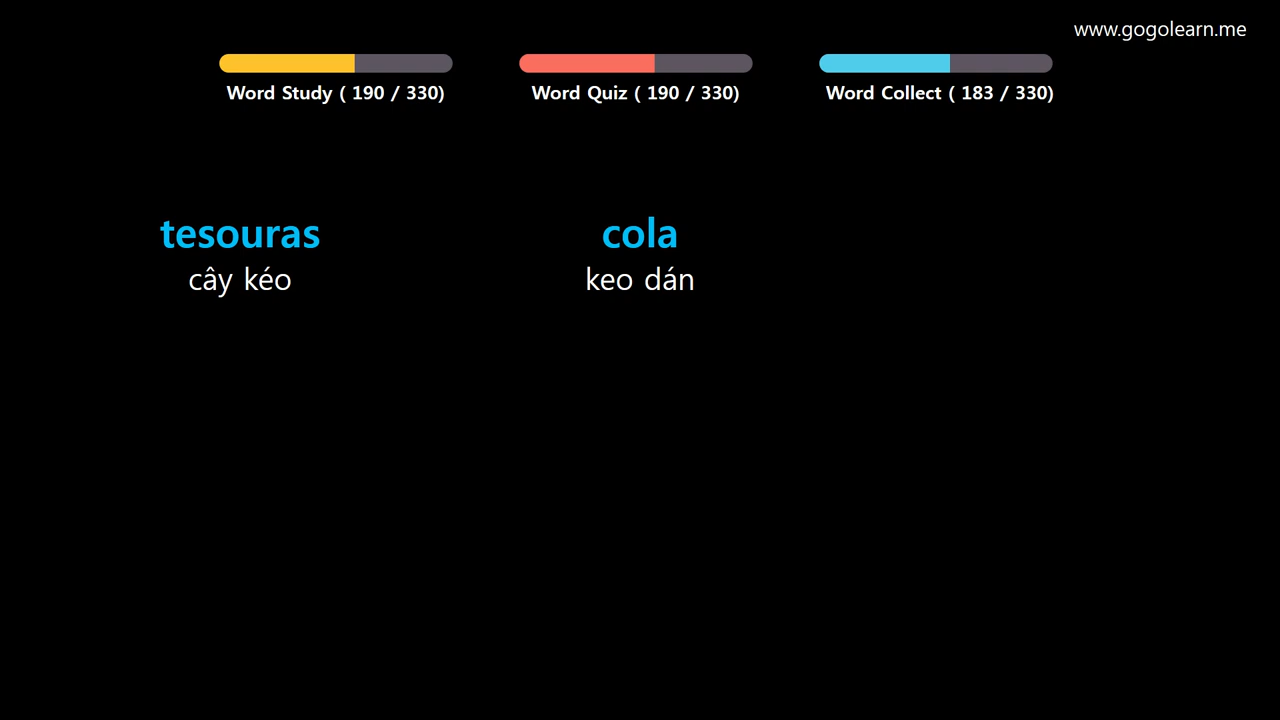 www.gogolearn.me
Word Study ( 190 / 330)
Word Quiz ( 190 / 330)
Word Collect ( 183 / 330)
tesouras
cây kéo
cola
keo dán